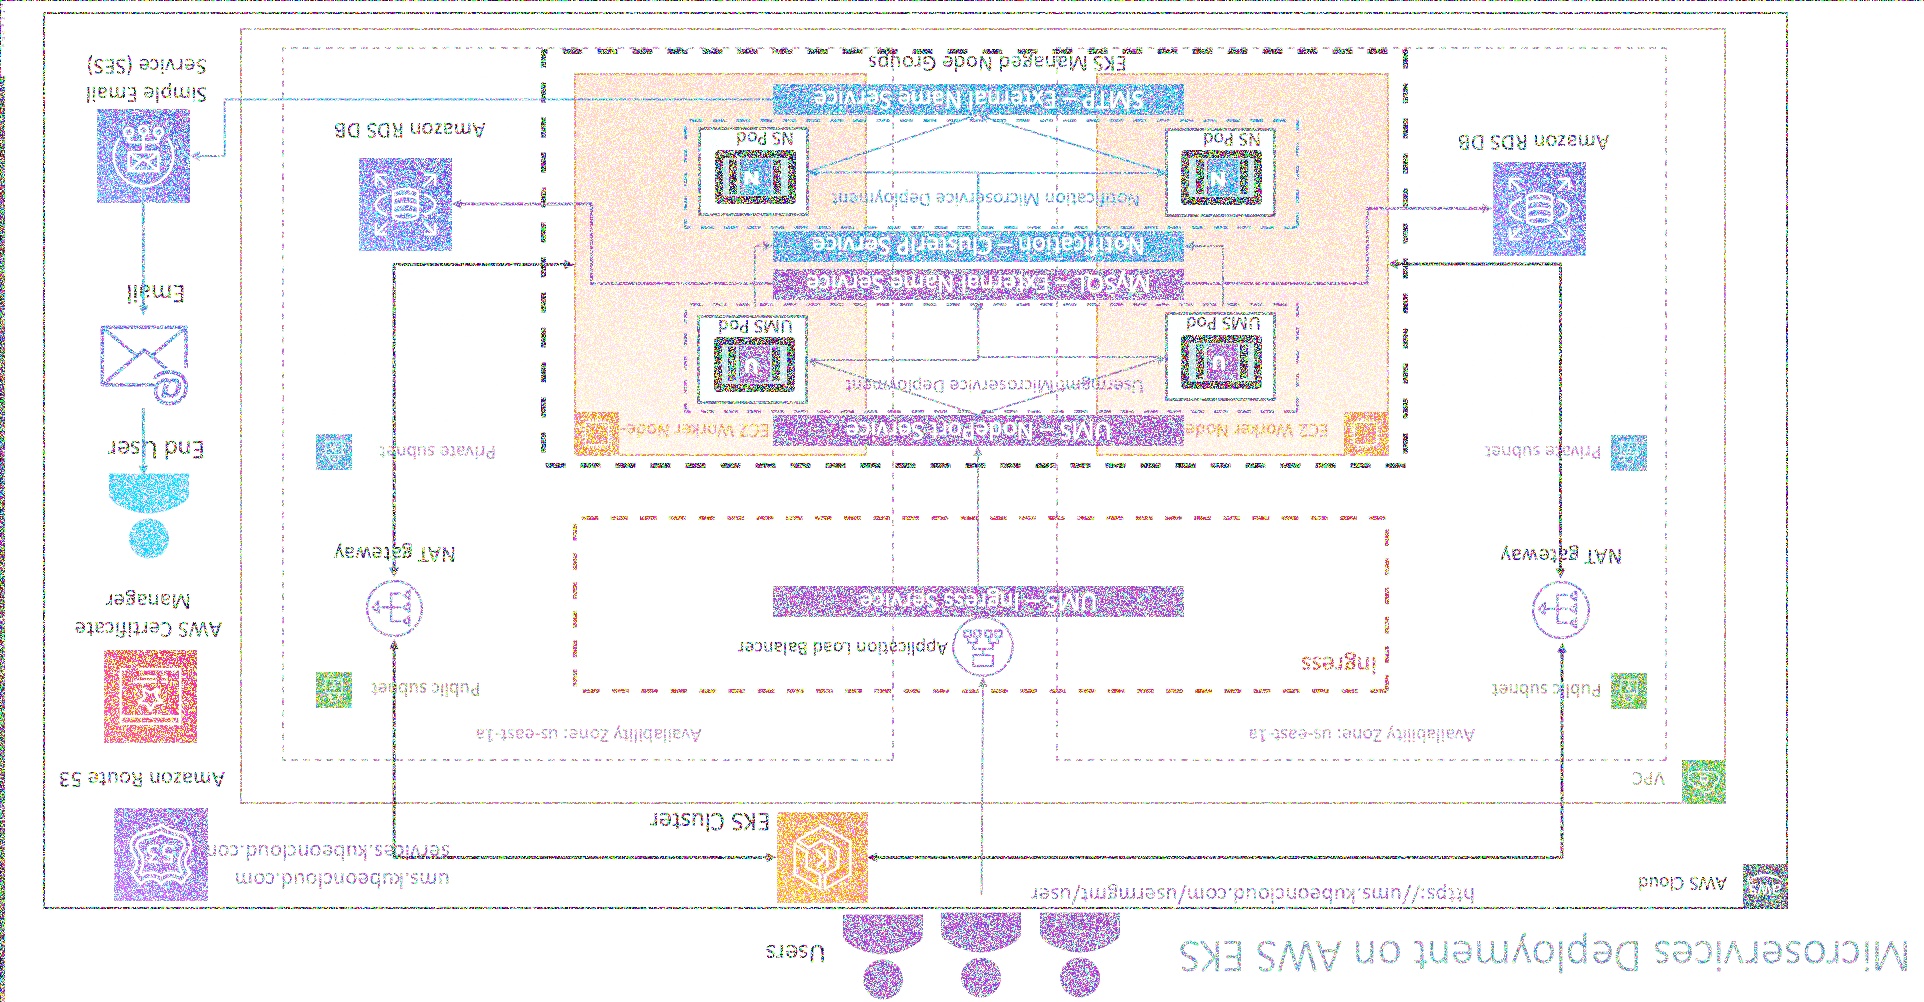 Microservices Deployment on AWS EKS
Users
AWS Cloud
https://ums.kubeoncloud.com/usermgmt/user
EKS Cluster
ums.kubeoncloud.com
services.kubeoncloud.com
Amazon Route 53
VPC
Availability Zone: us-east-1a
Availability Zone: us-east-1a
Public subnet
Public subnet
AWS Certificate
Manager
Ingress
Application Load Balancer
UMS – Ingress Service
NAT gateway
NAT gateway
End User
Private subnet
Private subnet
EC2 Worker Node
EC2 Worker Node
UMS – NodePort Service
Usermgmt Microservice Deployment
U
U
UMS Pod
UMS Pod
Email
MySQL – External Name Service
Notification – ClusterIP Service
Notification Microservice Deployment
N
N
NS Pod
NS Pod
Amazon RDS DB
Amazon RDS DB
SMTP – External Name Service
Simple Email
Service (SES)
EKS Managed Node Groups